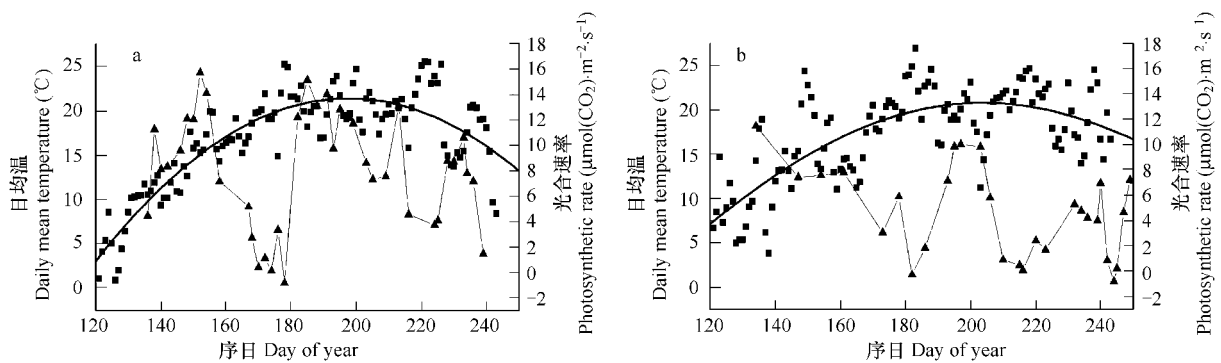 a
日均温
Daily mean temperature (℃)
25
20
15
10
5
0
18
16
14
12
10
8
6
4
2
0
−2
光合速率
Photosynthetic rate (μmol(CO₂)·m⁻²·s⁻¹)
120 140 160 180 200 220 240
序日 Day of year
b
日均温
Daily mean temperature (℃)
25
20
15
10
5
0
18
16
14
12
10
8
6
4
2
0
−2
光合速率
Photosynthetic rate (μmol(CO₂)·m⁻²·s⁻¹)
120 140 160 180 200 220 240
序日 Day of year